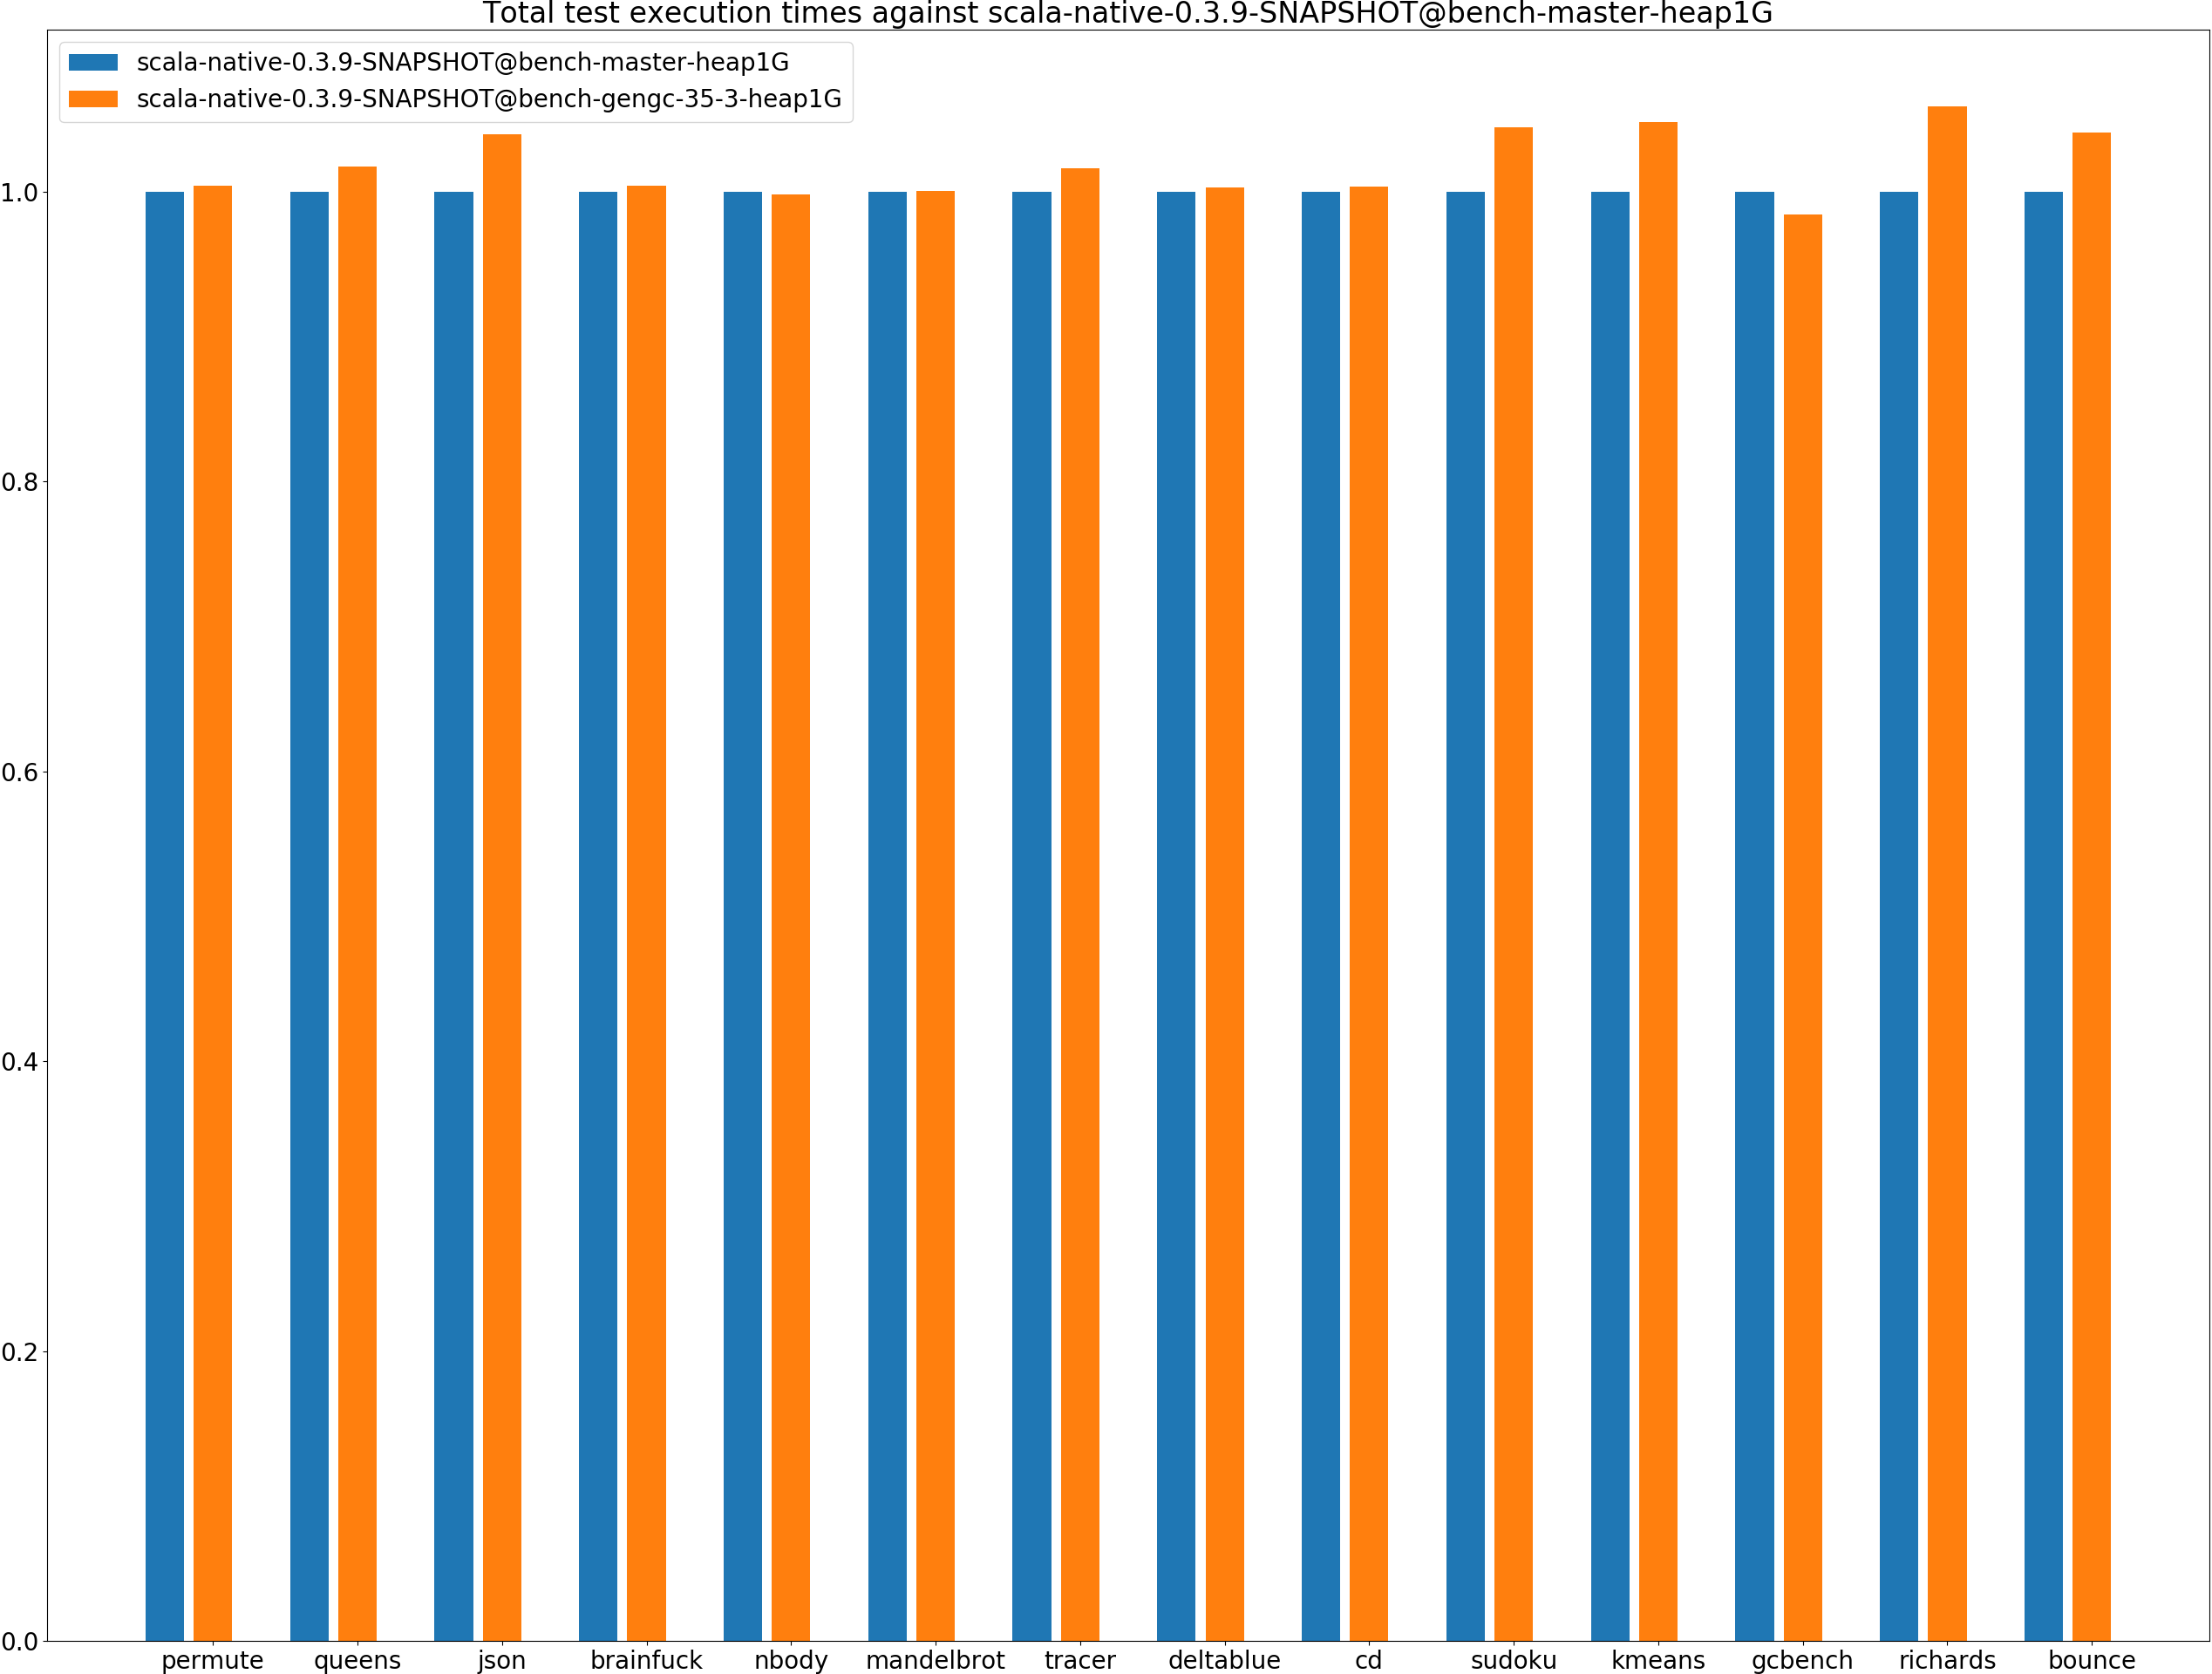 Total test execution times against scala-native-0.3.9-SNAPSHOT@bench-master-heap1G
scala-native-0.3.9-SNAPSHOT@bench-master-heap1G
scala-native-0.3.9-SNAPSHOT@bench-gengc-35-3-heap1G
1.0
0.8
0.6
0.4
0.2
0.0
permute queens json brainfuck nbody mandelbrot tracer deltablue cd sudoku kmeans gcbench richards bounce